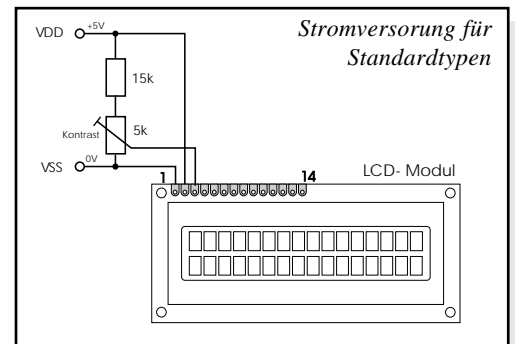 Stromversorung für
Standardtypen
VDD
+5V
15k
Kontrast
5k
VSS
0V
1
14
LCD- Modul